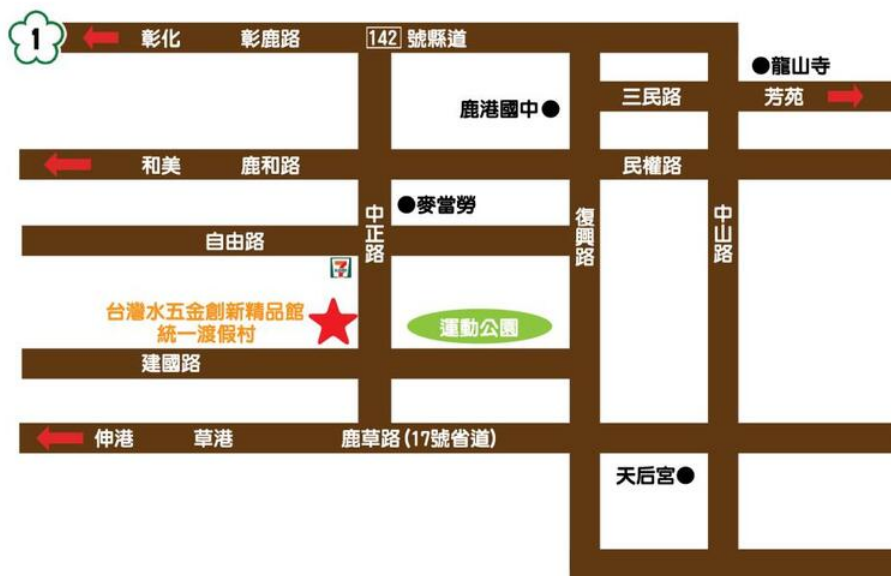 1
彰化 彰鹿路 142 號縣道
龍山寺
三民路 芳苑
鹿港國中
和美 鹿和路 民權路
麥當勞
中正路
復興路
中山路
自由路
7
台灣水五金創新精品館
統一渡假村
運動公園
建國路
伸港 草港 鹿草路(17號省道)
天后宮